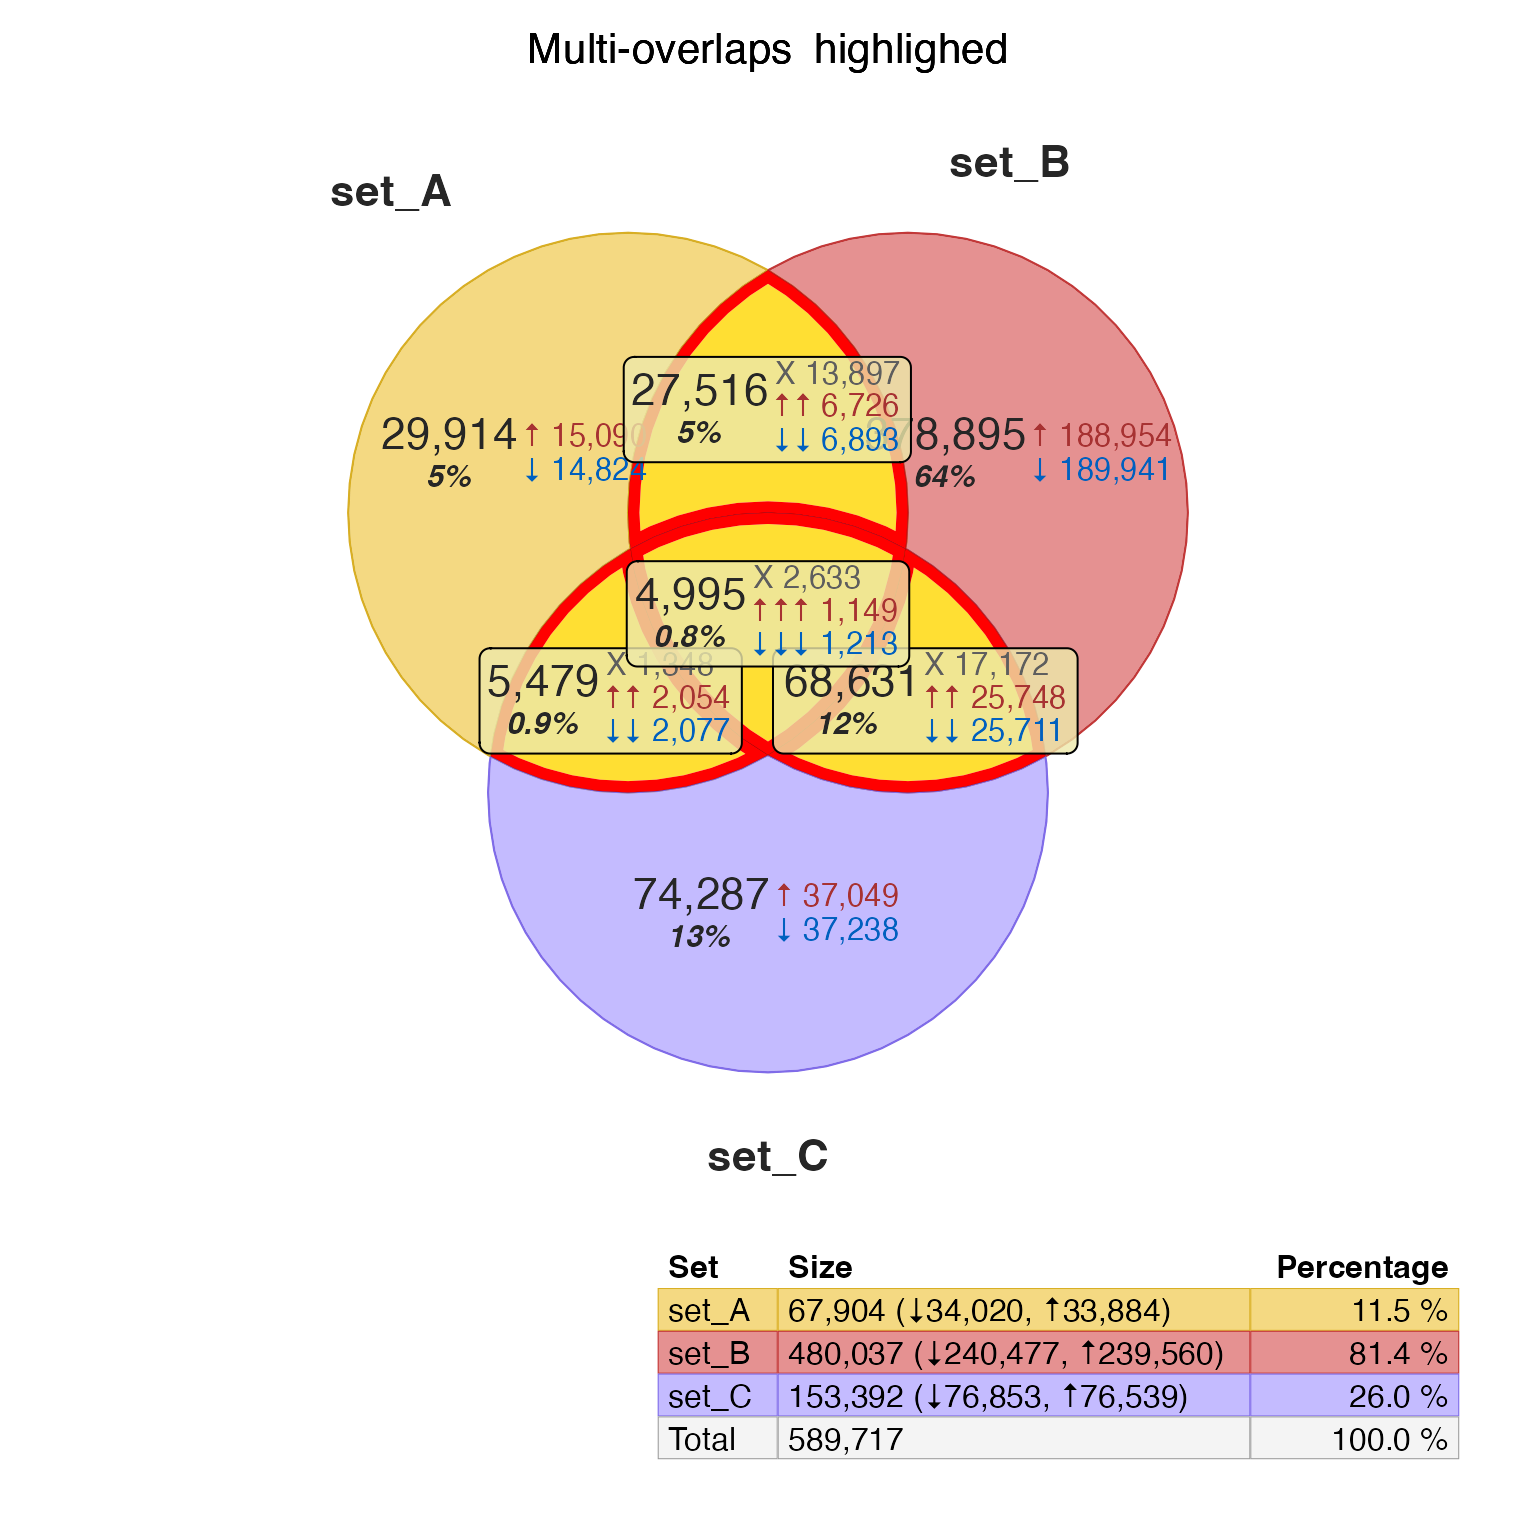 Multi-overlaps highlighed
set_A
set_B
27,516 X 13,897
↑↑ 6,726
5% ↓↓ 6,893
29,914 ↑ 15,090
5% ↓ 14,824
78,895 ↑ 188,954
64% ↓ 189,941
4,995 X 2,633
↑↑↑ 1,149
0.8% ↓↓↓ 1,213
5,479 X 1,348
↑↑ 2,054
0.9% ↓↓ 2,077
68,631 X 17,172
↑↑ 25,748
12% ↓↓ 25,711
74,287 ↑ 37,049
13% ↓ 37,238
set_C
Set Size Percentage
set_A 67,904 (↓34,020, ↑33,884) 11.5 %
set_B 480,037 (↓240,477, ↑239,560) 81.4 %
set_C 153,392 (↓76,853, ↑76,539) 26.0 %
Total 589,717 100.0 %